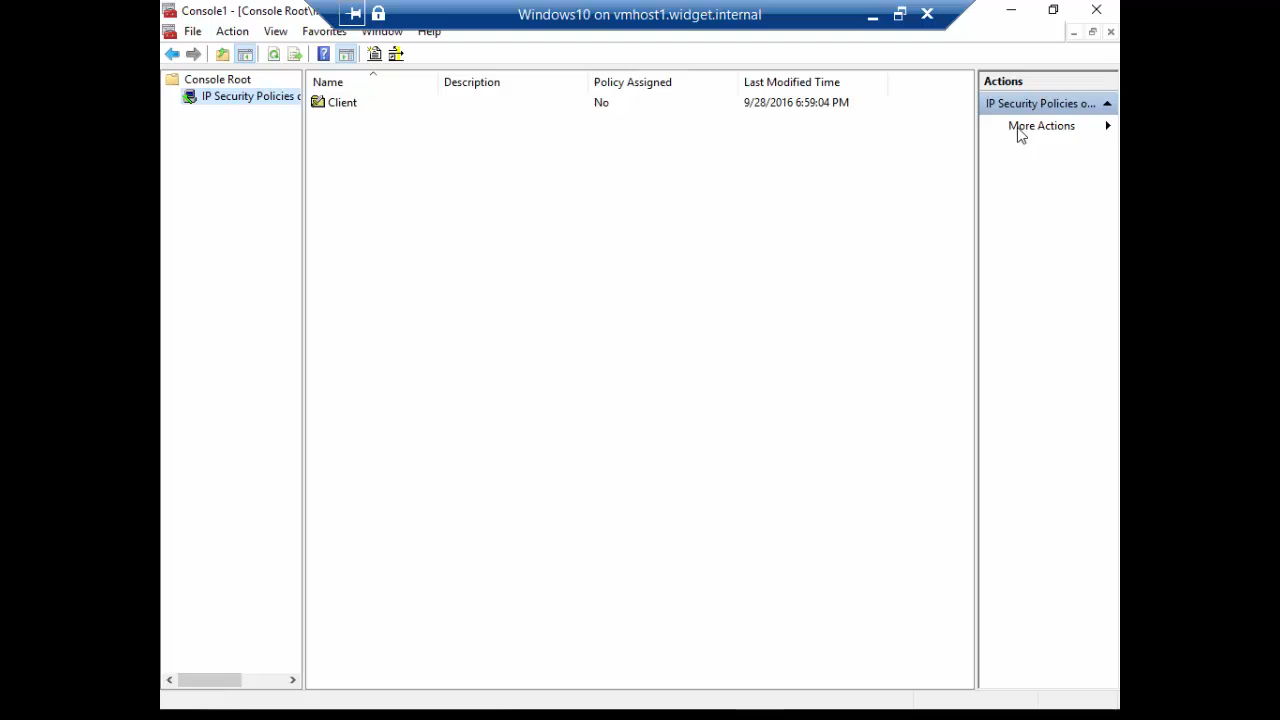 Console1 - [Console Root\
Windows10 on vmhost1.widget.internal
File Action View Favorites Window Help
Console Root
IP Security Policies o
Name Description Policy Assigned Last Modified Time
Client No 9/28/2016 6:59:04 PM
Actions
IP Security Policies o...
More Actions